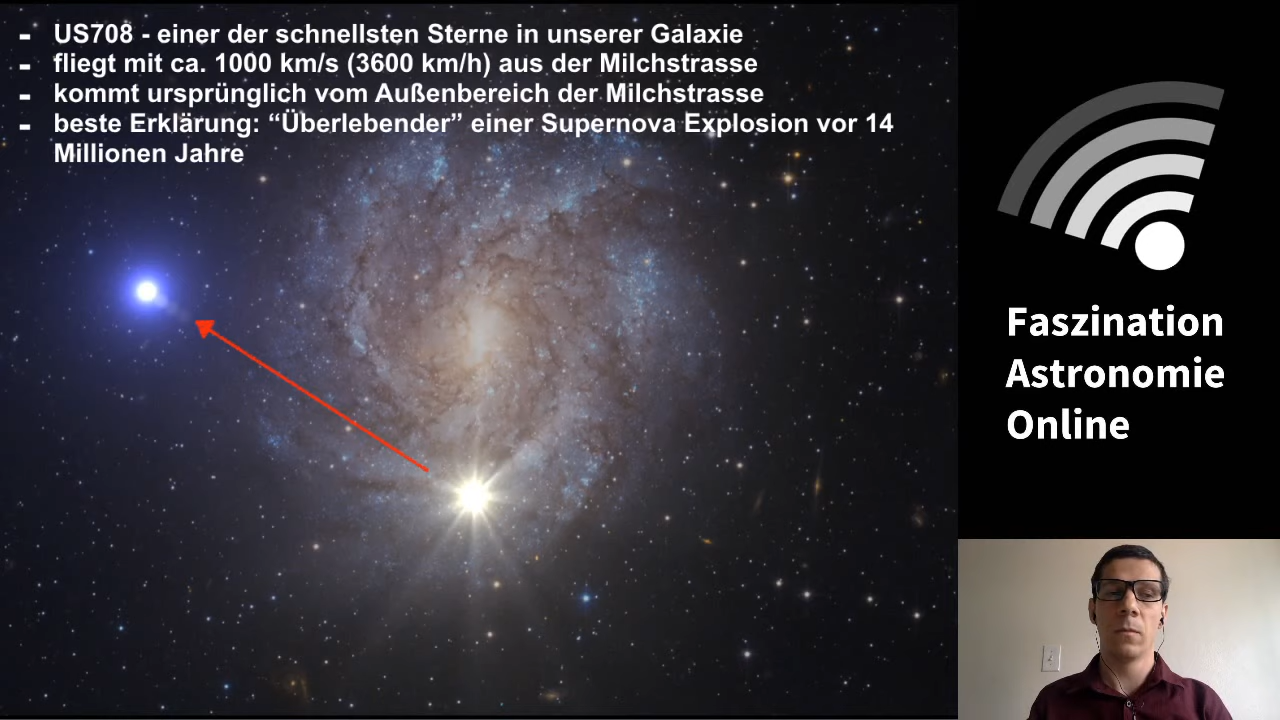 - US708 - einer der schnellsten Sterne in unserer Galaxie
- fliegt mit ca. 1000 km/s (3600 km/h) aus der Milchstrasse
- kommt ursprünglich vom Außenbereich der Milchstrasse
- beste Erklärung: “Überlebender” einer Supernova Explosion vor 14
Millionen Jahre
Faszination
Astronomie
Online